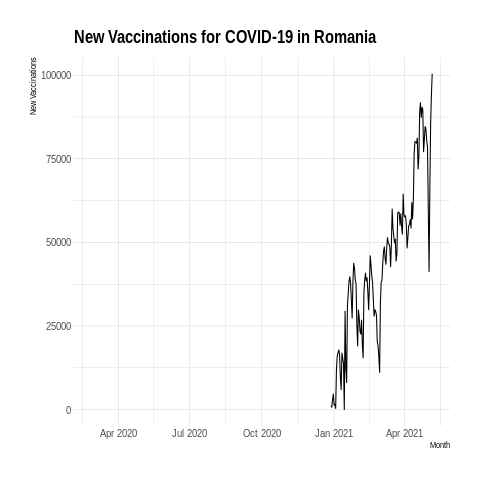 New Vaccinations for COVID-19 in Romania
New Vaccinations
100000
75000
50000
25000
0
Apr 2020 Jul 2020 Oct 2020 Jan 2021 Apr 2021
Month